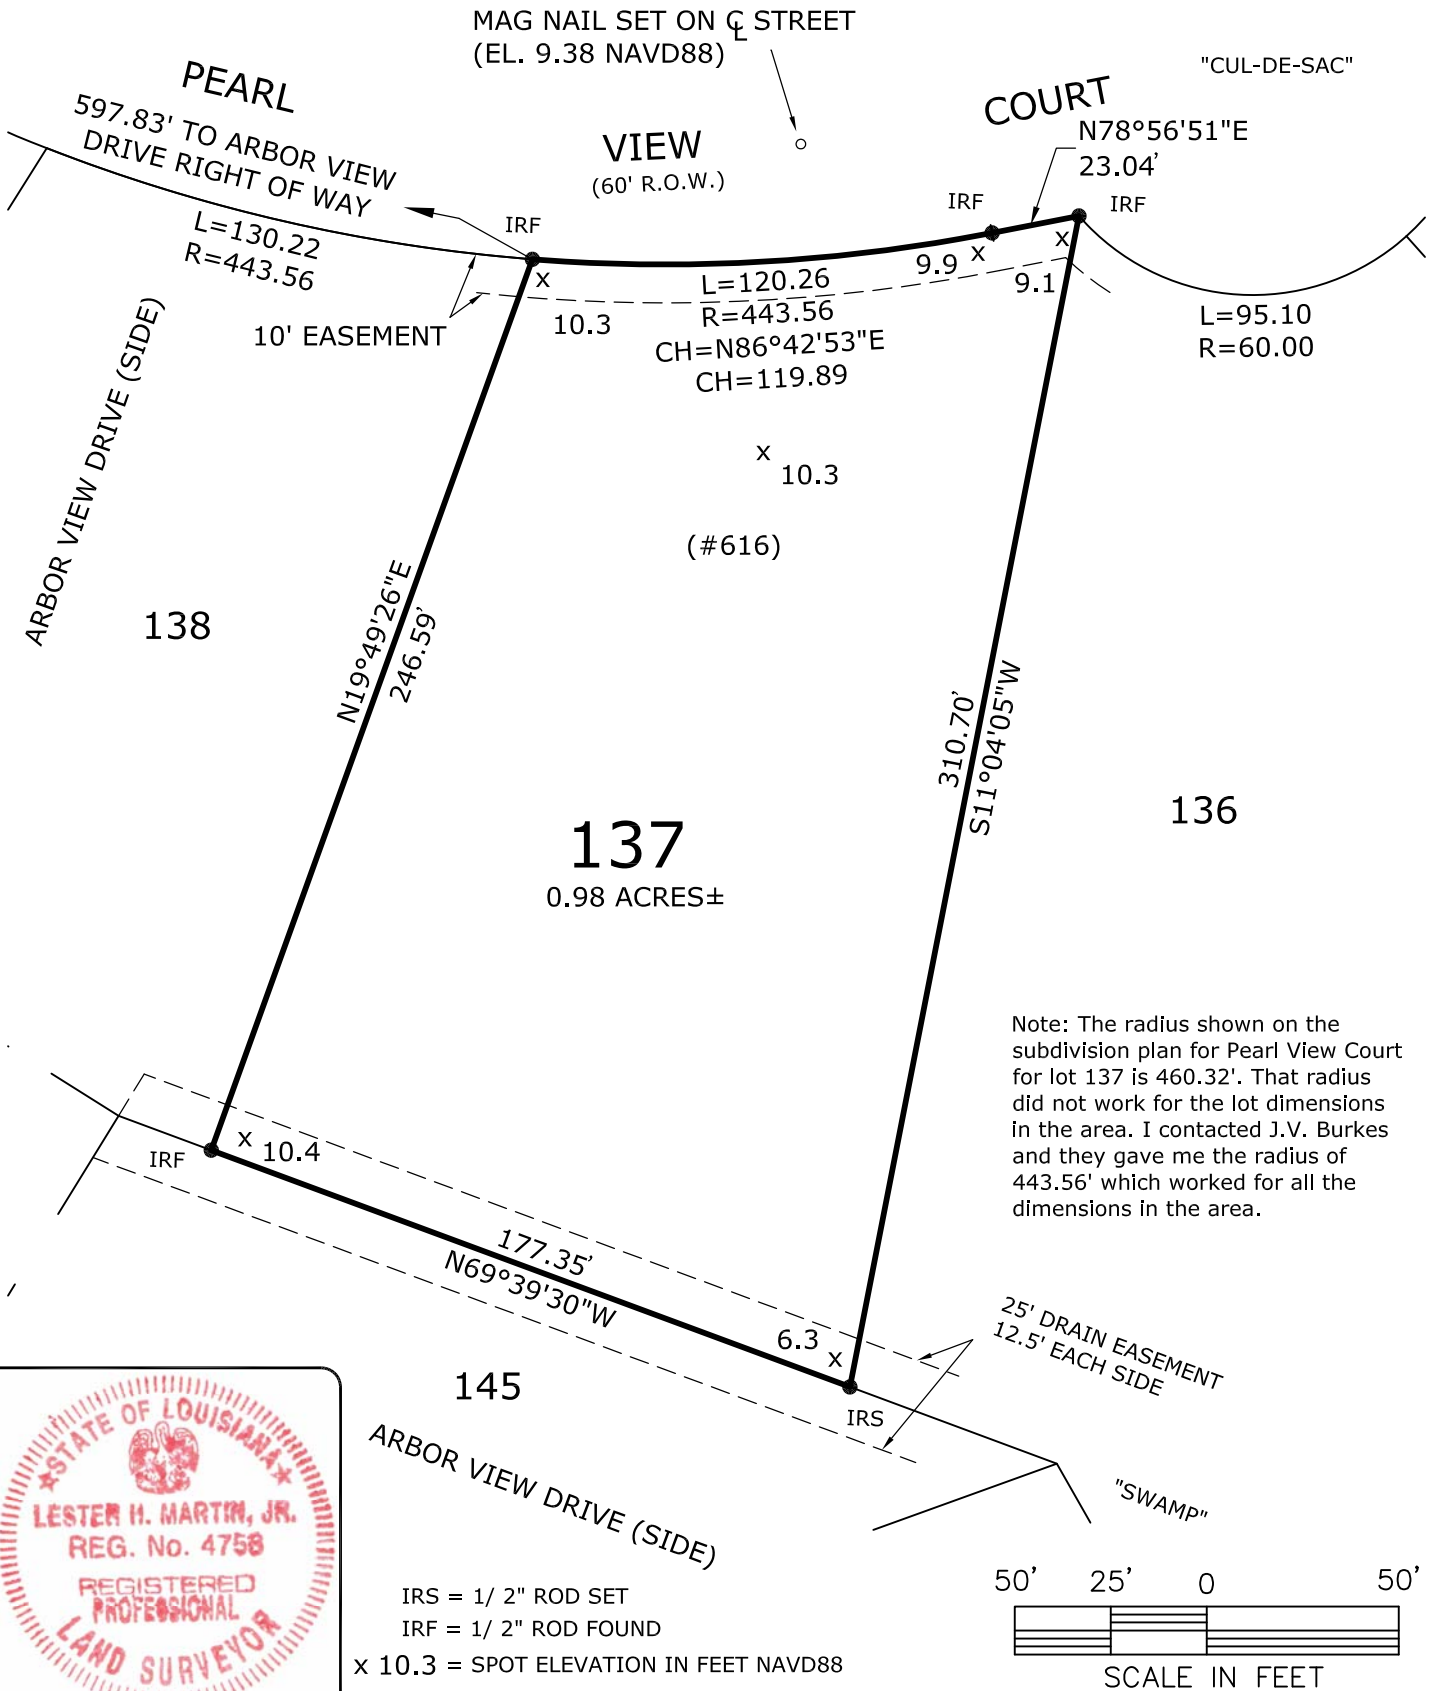 MAG NAIL SET ON ℄ STREET
(EL. 9.38 NAVD88)
"CUL-DE-SAC"
PEARL
VIEW
(60' R.O.W.)
COURT
597.83' TO ARBOR VIEW
DRIVE RIGHT OF WAY
N78°56'51"E
23.04'
IRF
IRF
IRF
L=130.22
R=443.56
x
x
x
9.9
9.1
10.3
10' EASEMENT
L=120.26
R=443.56
CH=N86°42'53"E
CH=119.89
L=95.10
R=60.00
ARBOR VIEW DRIVE (SIDE)
x 10.3
(#616)
138
N19°49'26"E
246.59'
310.70'
S11°04'05"W
136
137
0.98 ACRES±
Note: The radius shown on the
subdivision plan for Pearl View Court
for lot 137 is 460.32'. That radius
did not work for the lot dimensions
in the area. I contacted J.V. Burkes
and they gave me the radius of
443.56' which worked for all the
dimensions in the area.
x 10.4
IRF
177.35'
N69°39'30"W
6.3 x
IRS
25' DRAIN EASEMENT
12.5' EACH SIDE
145
ARBOR VIEW DRIVE (SIDE)
"SWAMP"
STATE OF LOUISIANA
LESTER H. MARTIN, JR.
REG. No. 4758
REGISTERED
PROFESSIONAL
LAND SURVEYOR
IRS = 1/ 2" ROD SET
IRF = 1/ 2" ROD FOUND
x 10.3 = SPOT ELEVATION IN FEET NAVD88
50' 25' 0 50'
SCALE IN FEET